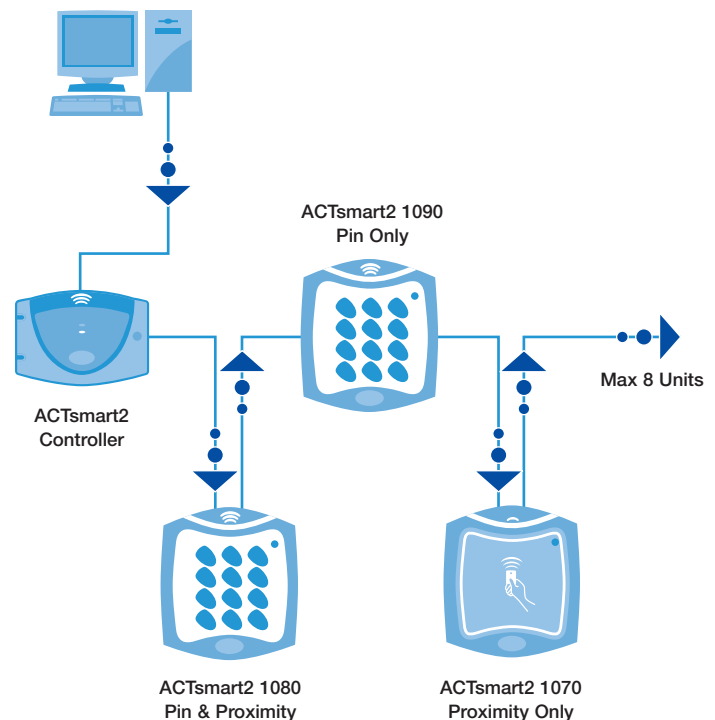 ACTsmart2 1090
Pin Only
Max 8 Units
ACTsmart2
Controller
ACTsmart2 1080
Pin & Proximity
ACTsmart2 1070
Proximity Only